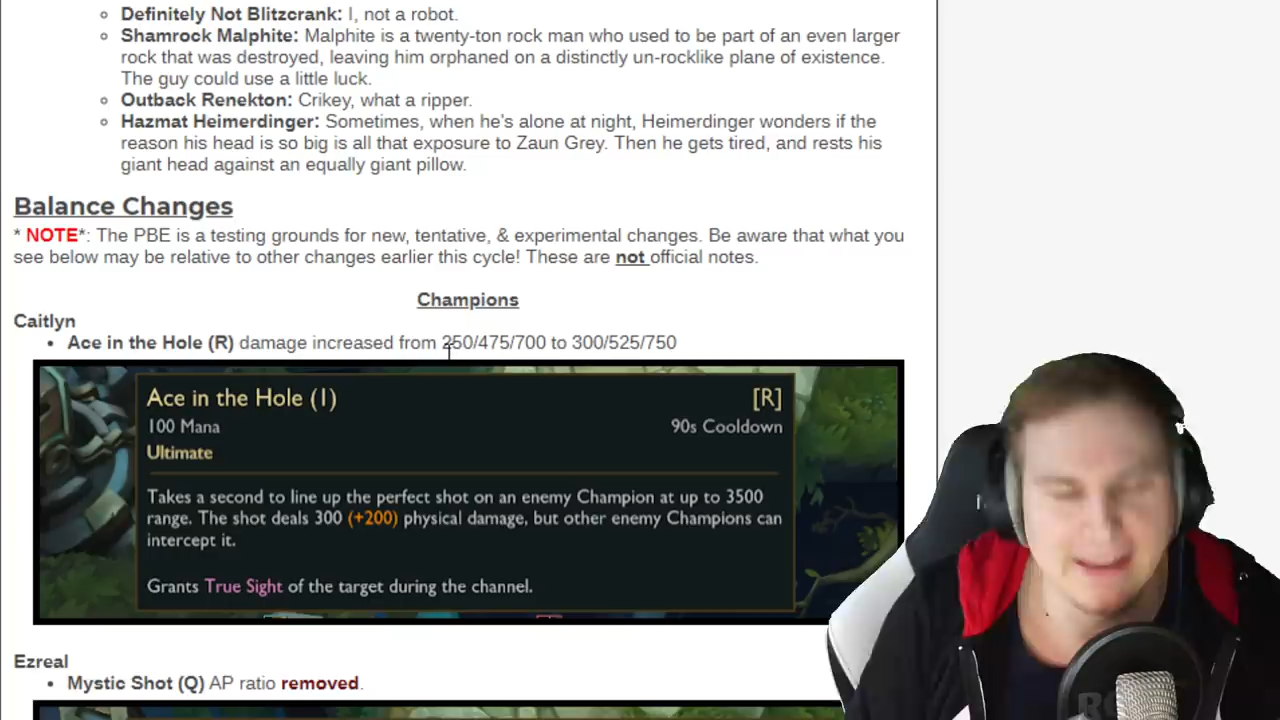 Definitely Not Blitzcrank: I, not a robot.
Shamrock Malphite: Malphite is a twenty-ton rock man who used to be part of an even larger
rock that was destroyed, leaving him orphaned on a distinctly un-rocklike plane of existence.
The guy could use a little luck.
Outback Renekton: Crikey, what a ripper.
Hazmat Heimerdinger: Sometimes, when he's alone at night, Heimerdinger wonders if the
reason his head is so big is all that exposure to Zaun Grey. Then he gets tired, and rests his
giant head against an equally giant pillow.
Balance Changes
* NOTE*: The PBE is a testing grounds for new, tentative, & experimental changes. Be aware that what you
see below may be relative to other changes earlier this cycle! These are not official notes.
Champions
Caitlyn
Ace in the Hole (R) damage increased from 250/475/700 to 300/525/750
Ace in the Hole (1) [R]
100 Mana 90s Cooldown
Ultimate
Takes a second to line up the perfect shot on an enemy Champion at up to 3500
range. The shot deals 300 (+200) physical damage, but other enemy Champions can
intercept it.
Grants True Sight of the target during the channel.
Ezreal
Mystic Shot (Q) AP ratio removed.